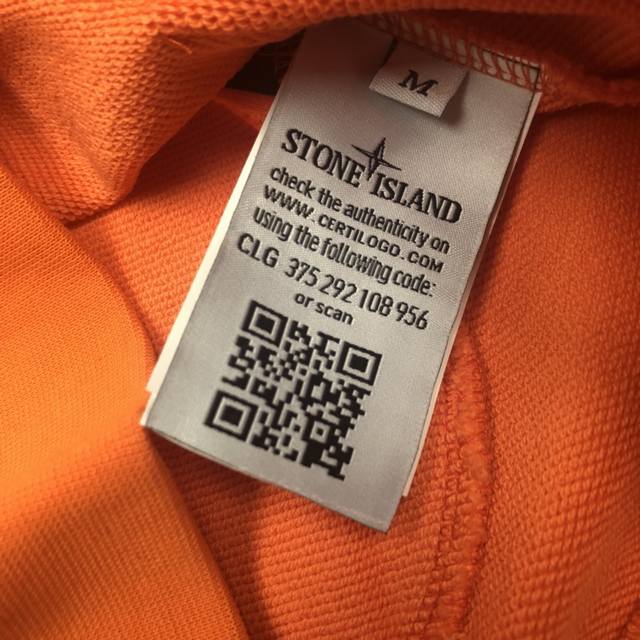 M
STONE ISLAND
check the authenticity on
WWW.CERTILOGO.COM
using the following code:
CLG 375 292 108 956
or scan